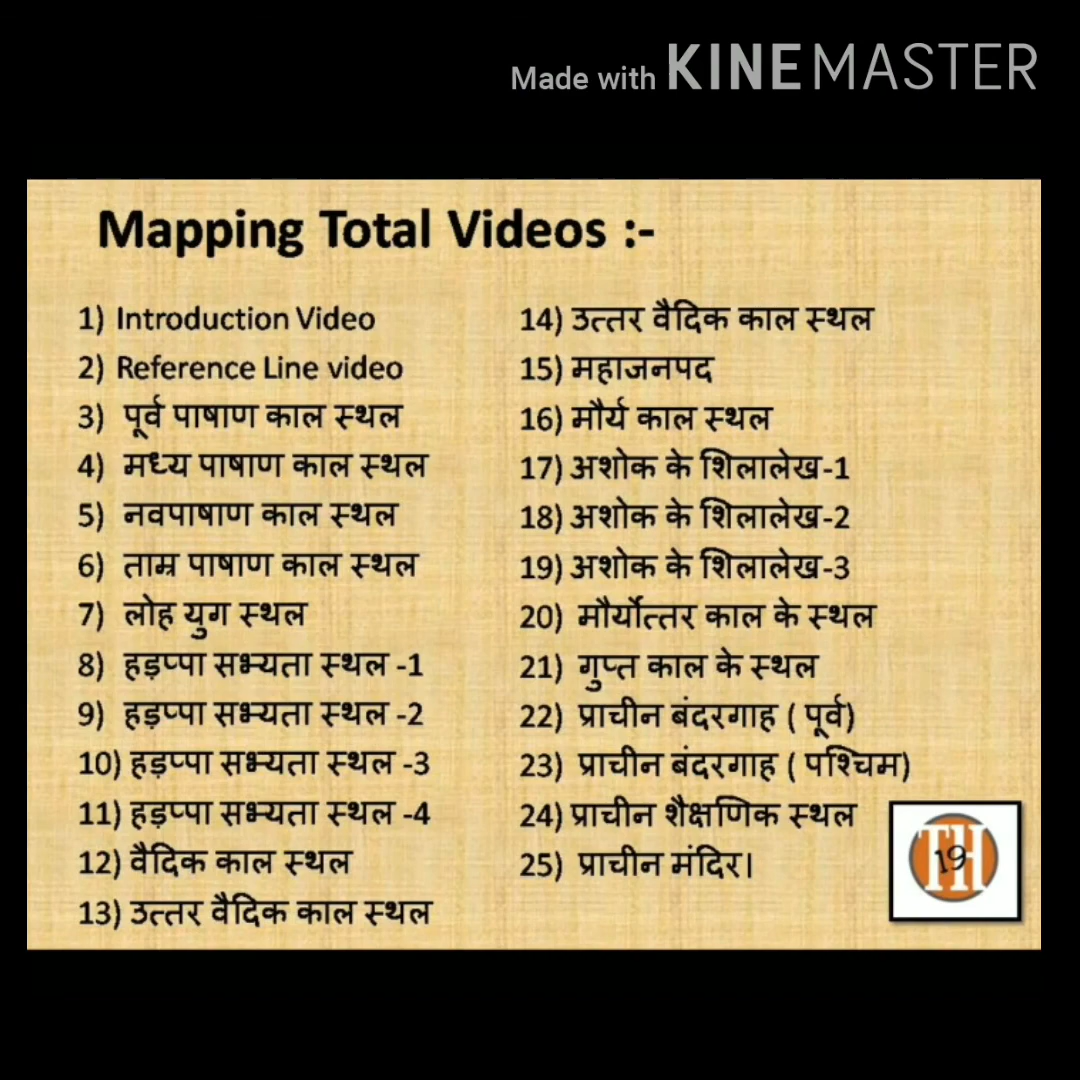 Made with KINEMASTER
Mapping Total Videos :-
1) Introduction Video
2) Reference Line video
3) पूर्व पाषाण काल स्थल
4) मध्य पाषाण काल स्थल
5) नवपाषाण काल स्थल
6) ताम्र पाषाण काल स्थल
7) लोह युग स्थल
8) हड़प्पा सभ्यता स्थल -1
9) हड़प्पा सभ्यता स्थल -2
10) हड़प्पा सभ्यता स्थल -3
11) हड़प्पा सभ्यता स्थल -4
12) वैदिक काल स्थल
13) उत्तर वैदिक काल स्थल
14) उत्तर वैदिक काल स्थल
15) महाजनपद
16) मौर्य काल स्थल
17) अशोक के शिलालेख-1
18) अशोक के शिलालेख-2
19) अशोक के शिलालेख-3
20) मौर्योत्तर काल के स्थल
21) गुप्त काल के स्थल
22) प्राचीन बंदरगाह ( पूर्व)
23) प्राचीन बंदरगाह ( पश्चिम)
24) प्राचीन शैक्षणिक स्थल
25) प्राचीन मंदिर।
TH
19